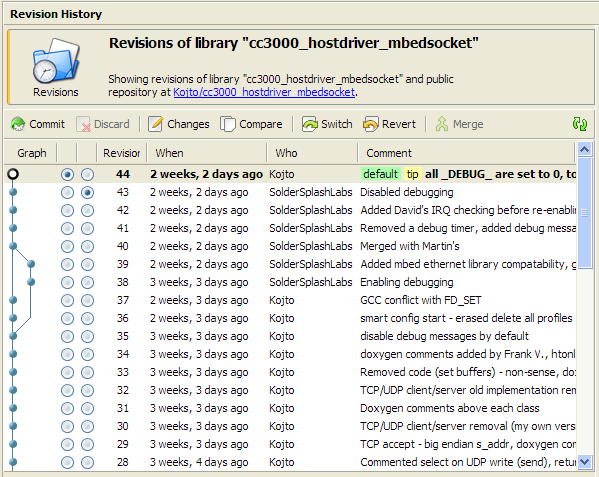 Revision History
Revisions of library "cc3000_hostdriver_mbedsocket"
Showing revisions of library "cc3000_hostdriver_mbedsocket" and public
repository at Kojto/cc3000_hostdriver_mbedsocket.
Revisions
Commit Discard Changes Compare Switch Revert Merge
Graph Revision When Who Comment
44 2 weeks, 2 days ago Kojto default tip all _DEBUG_ are set to 0, to
43 2 weeks, 2 days ago SolderSplashLabs Disabled debugging
42 2 weeks, 2 days ago SolderSplashLabs Added David's IRQ checking before re-enabli
41 2 weeks, 2 days ago SolderSplashLabs Removed a debug timer, added debug messa
40 2 weeks, 2 days ago SolderSplashLabs Merged with Martin's
39 2 weeks, 2 days ago SolderSplashLabs Added mbed ethernet library compatability, g
38 3 weeks, 3 days ago SolderSplashLabs Enabling debugging
37 2 weeks, 3 days ago Kojto GCC conflict with FD_SET
36 2 weeks, 3 days ago Kojto smart config start - erased delete all profiles
35 3 weeks, 3 days ago Kojto disable debug messages by default
34 3 weeks, 3 days ago Kojto doxygen comments added by Frank V., htonl
33 3 weeks, 3 days ago Kojto Removed code (set buffers) - non-sense, do
32 3 weeks, 3 days ago Kojto TCP/UDP client/server old implementation rem
31 3 weeks, 3 days ago Kojto Doxygen comments above each class
30 3 weeks, 3 days ago Kojto TCP/UDP client/server removal (my own vers
29 3 weeks, 3 days ago Kojto TCP accept - big endian s_addr, doxygen com
28 3 weeks, 4 days ago Kojto Commented select on UDP write (send), retur